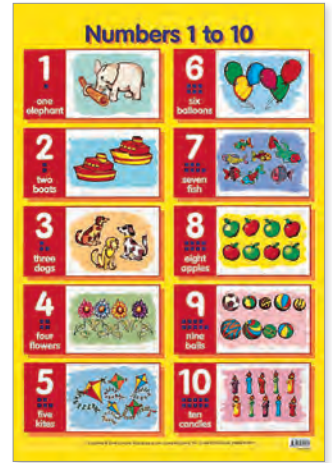 Numbers 1 to 10
1
one
elephant
2
two
boats
3
three
dogs
4
four
flowers
5
five
kites
6
six
balloons
7
seven
fish
8
eight
apples
9
nine
balls
10
ten
candles